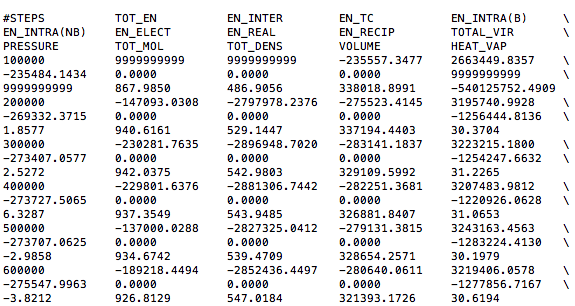 #STEPS TOT_EN EN_INTER EN_TC EN_INTRA(B) \
EN_INTRA(NB) EN_ELECT EN_REAL EN_RECIP TOTAL_VIR \
PRESSURE TOT_MOL TOT_DENS VOLUME HEAT_VAP
100000 9999999999 9999999999 -235557.3477 2663449.8357 \
-235484.1434 0.0000 0.0000 0.0000 9999999999 \
9999999999 867.9850 486.9056 338018.8991 -540125752.4909
200000 -147093.0308 -2797978.2376 -275523.4145 3195740.9928 \
-269332.3715 0.0000 0.0000 0.0000 -1256444.8136 \
1.8577 940.6161 529.1447 337194.4403 30.3704
300000 -230281.7635 -2896948.7020 -283141.1837 3223215.1800 \
-273407.0577 0.0000 0.0000 0.0000 -1254247.6632 \
2.5272 942.0375 542.9803 329109.5992 31.2265
400000 -229801.6376 -2881306.7442 -282251.3681 3207483.9812 \
-273727.5065 0.0000 0.0000 0.0000 -1220926.0628 \
6.3287 937.3549 543.9485 326881.8407 31.0653
500000 -137000.0288 -2827325.0412 -279131.3815 3243163.4563 \
-273707.0625 0.0000 0.0000 0.0000 -1283224.4130 \
-2.9858 934.6742 539.4709 328654.2571 30.1979
600000 -189218.4494 -2852436.4497 -280640.0611 3219406.0578 \
-275547.9963 0.0000 0.0000 0.0000 -1277856.7167 \
-3.8212 926.8129 547.0184 321393.1726 30.6194